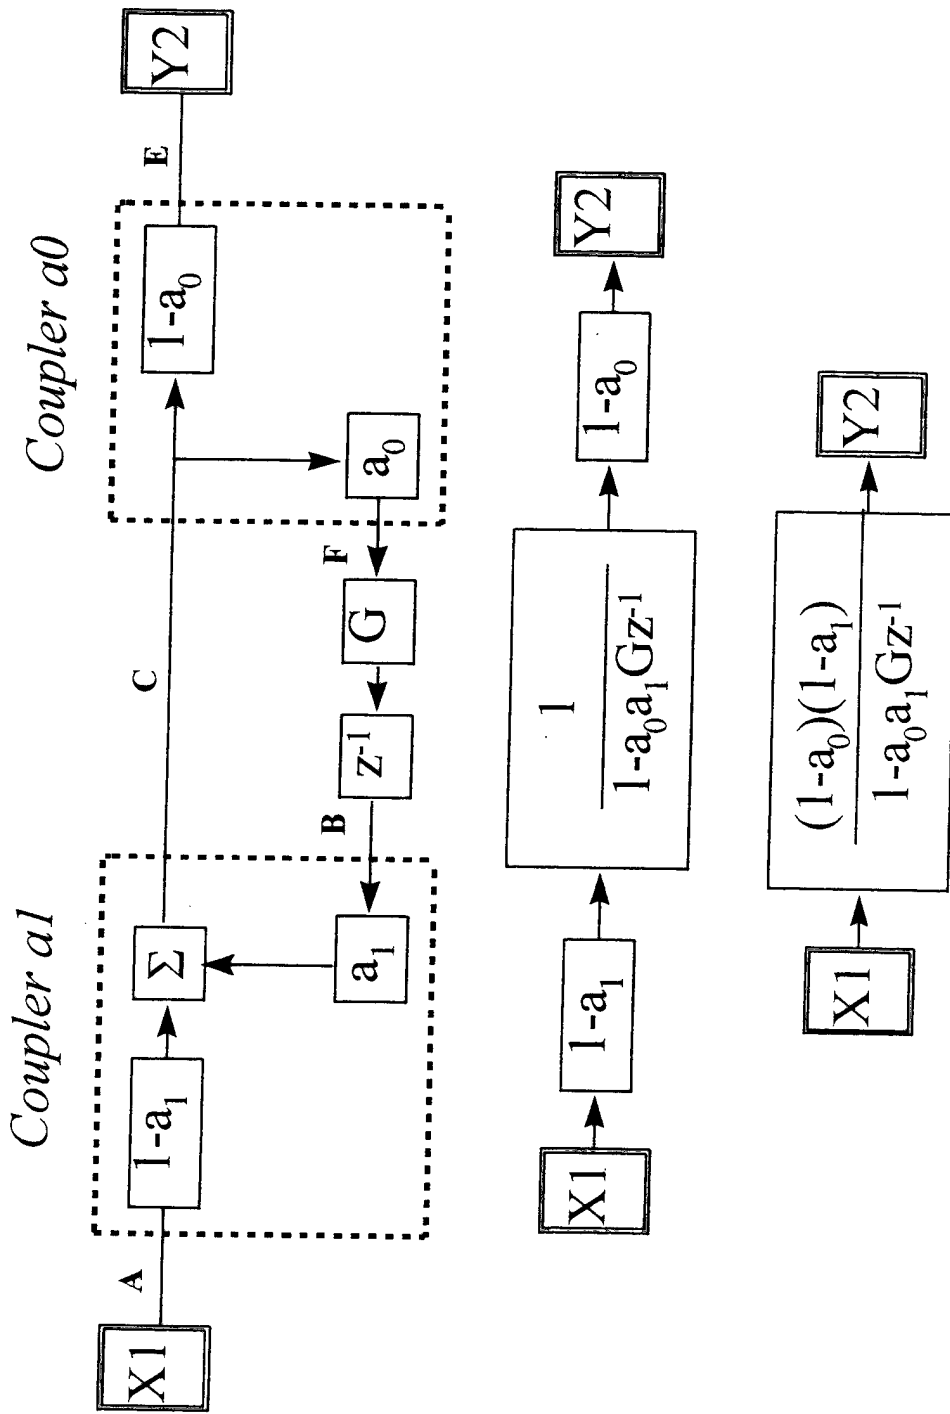 Coupler a1
Coupler a0
X1
A
1-a₁
Σ
C
1-a₀
E
Y2
a₁
B
z⁻¹
G
F
a₀
X1
1-a₁
1
1-a₀a₁Gz⁻¹
1-a₀
Y2
X1
(1-a₀)(1-a₁)
1-a₀a₁Gz⁻¹
Y2